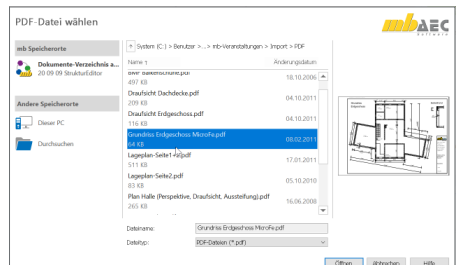 PDF-Datei wählen
mb AEC
Software
mb Speicherorte
Dokumente-Verzeichnis a...
20 09 09 StrukturEditor
Andere Speicherorte
Dieser PC
Durchsuchen
System (C:) > Benutzer > ... > mb-Veranstaltungen > Import > PDF
Name ↑ Änderungsdatum
497 KB 18.10.2006
Draufsicht Dachdecke.pdf
209 KB 04.10.2011
Draufsicht Erdgeschoss.pdf
116 KB 04.10.2011
Grundriss Erdgeschoss MicroFe.pdf
64 KB 08.02.2011
Lageplan-Seite1
511 KB 17.01.2011
Lageplan-Seite2.pdf
83 KB 05.10.2010
Plan Halle (Perspektive, Draufsicht, Aussteifung).pdf
265 KB 16.06.2008
Dateiname: Grundriss Erdgeschoss MicroFe.pdf
Dateityp: PDF-Dateien (*.pdf)
Öffnen Abbrechen Hilfe